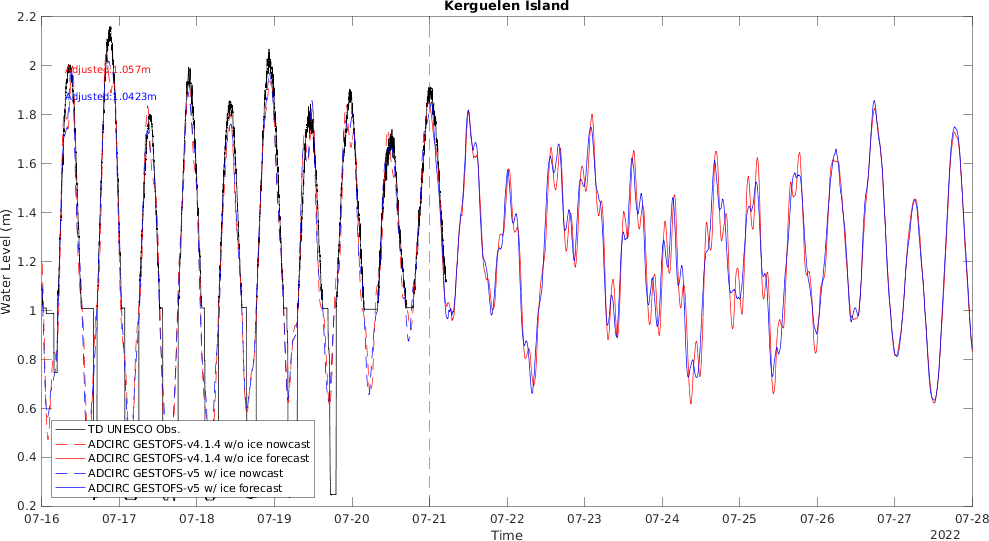 Kerguelen Island
2.2
2
1.8
1.6
1.4
1.2
1
0.8
0.6
0.4
0.2
Water Level (m)
Adjusted:1.057m
Adjusted:1.0423m
TD UNESCO Obs.
ADCIRC GESTOFS-v4.1.4 w/o ice nowcast
ADCIRC GESTOFS-v4.1.4 w/o ice forecast
ADCIRC GESTOFS-v5 w/ ice nowcast
ADCIRC GESTOFS-v5 w/ ice forecast
07-16 07-17 07-18 07-19 07-20 07-21 07-22 07-23 07-24 07-25 07-26 07-27 07-28
Time
2022